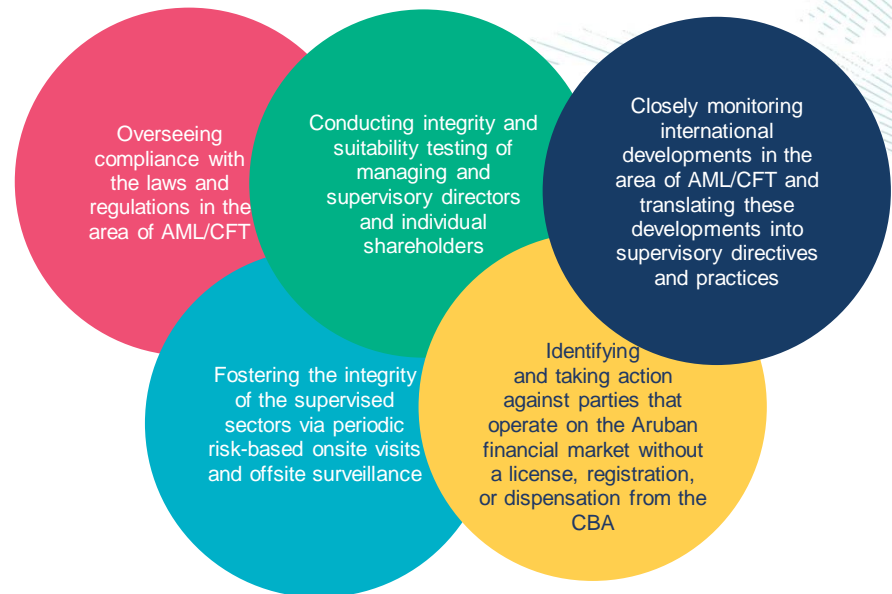 Overseeing
compliance with
the laws and
regulations in the
area of AML/CFT
Conducting integrity and
suitability testing of
managing and
supervisory directors
and individual
shareholders
Closely monitoring
international
developments in the
area of AML/CFT and
translating these
developments into
supervisory directives
and practices
Fostering the integrity
of the supervised
sectors via periodic
risk-based onsite visits
and offsite surveillance
Identifying
and taking action
against parties that
operate on the Aruban
financial market without
a license, registration,
or dispensation from the
CBA